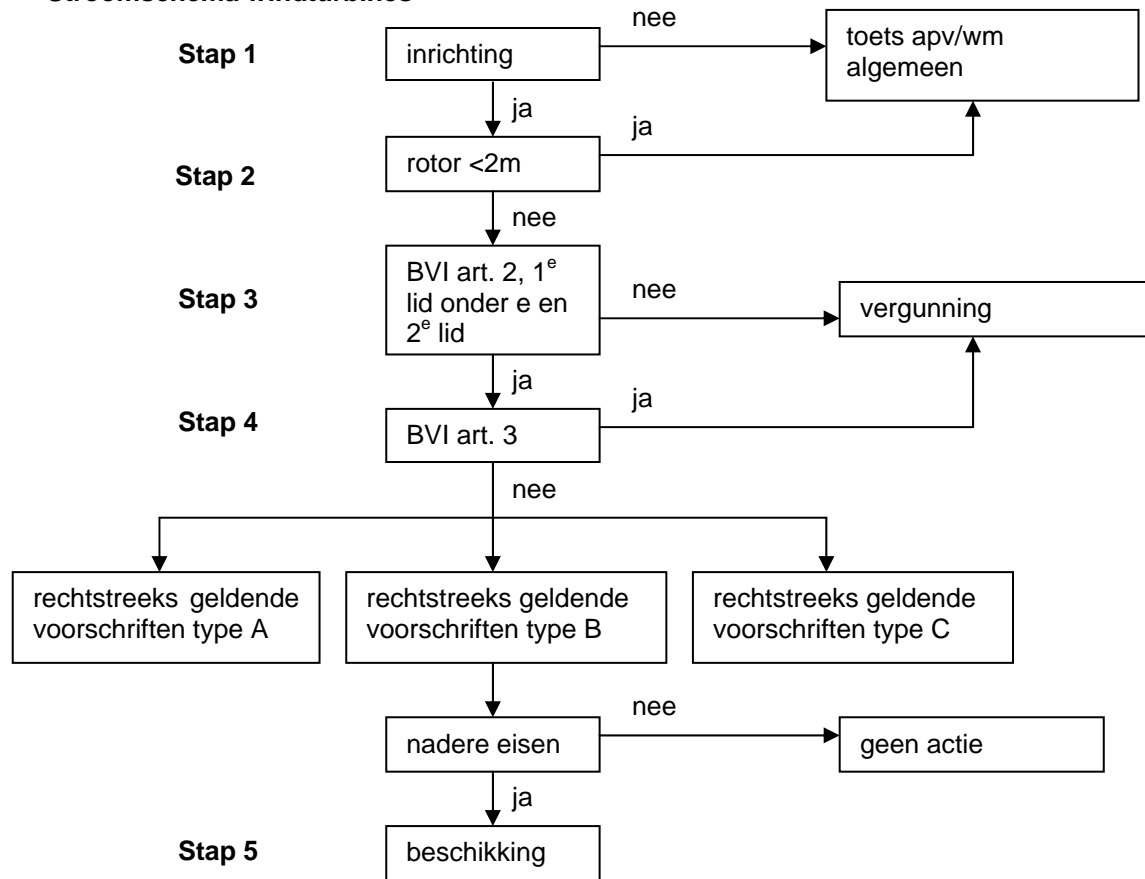 nee
Stap 1
inrichting
toets apv/wm
algemeen
ja
ja
Stap 2
rotor <2m
nee
Stap 3
BVI art. 2, 1e
lid onder e en
2e lid
nee
vergunning
ja
ja
Stap 4
BVI art. 3
nee
rechtstreeks geldende
voorschriften type A
rechtstreeks geldende
voorschriften type B
rechtstreeks geldende
voorschriften type C
nee
nadere eisen
geen actie
ja
Stap 5
beschikking